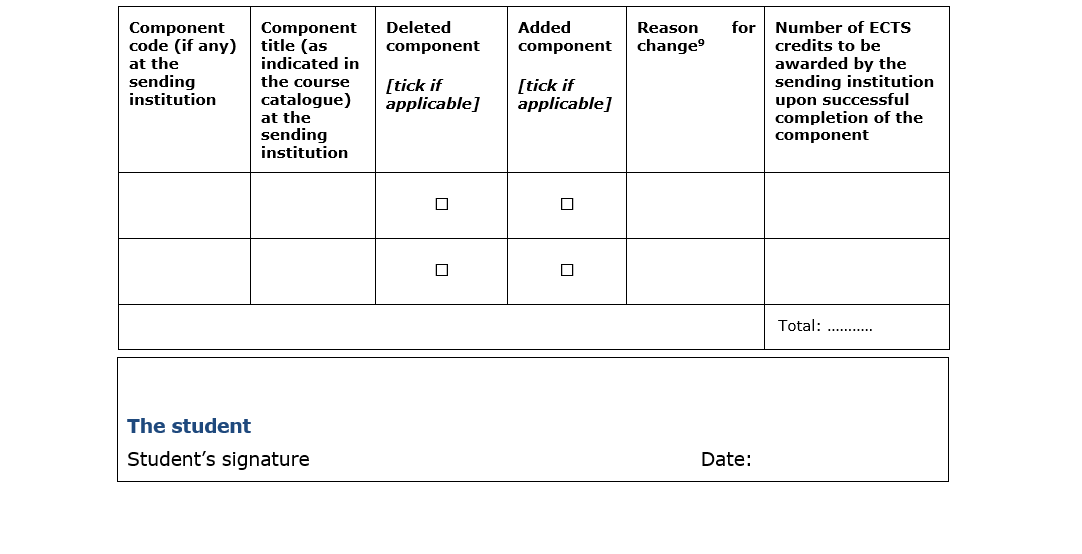 Component
code (if any)
at the
sending
institution
Component
title (as
indicated in
the course
catalogue)
at the
sending
institution
Deleted
component
[tick if
applicable]
Added
component
[tick if
applicable]
Reason for
change⁹
Number of ECTS
credits to be
awarded by the
sending institution
upon successful
completion of the
component
☐ ☐
☐ ☐
Total: ...........
The student
Student’s signature Date: